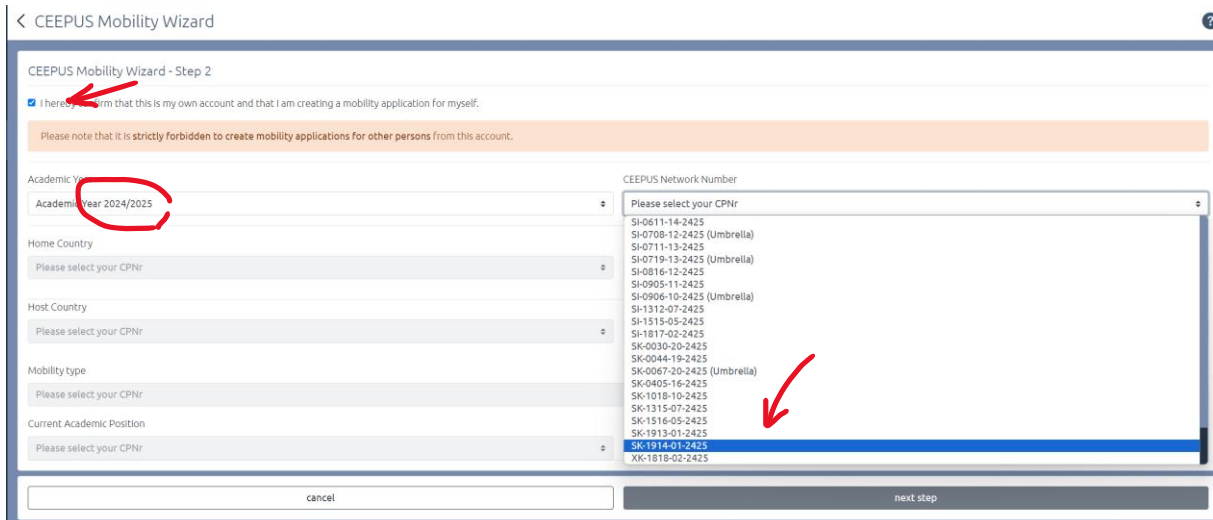 CEEPUS Mobility Wizard
CEEPUS Mobility Wizard - Step 2
I hereby confirm that this is my own account and that I am creating a mobility application for myself.
Please note that it is strictly forbidden to create mobility applications for other persons from this account.
Academic Year
Academic Year 2024/2025
CEEPUS Network Number
Please select your CPNr
SI-0611-14-2425
SI-0708-12-2425 (Umbrella)
SI-0711-13-2425
SI-0719-13-2425 (Umbrella)
SI-0816-12-2425
SI-0905-11-2425
SI-0906-10-2425 (Umbrella)
SI-1312-07-2425
SI-1515-05-2425
SI-1817-02-2425
SK-0030-20-2425
SK-0044-19-2425
SK-0067-20-2425 (Umbrella)
SK-0405-16-2425
SK-1018-10-2425
SK-1315-07-2425
SK-1516-05-2425
SK-1913-01-2425
SK-1914-01-2425
XK-1818-02-2425
Home Country
Please select your CPNr
Host Country
Please select your CPNr
Mobility type
Please select your CPNr
Current Academic Position
Please select your CPNr
cancel
next step